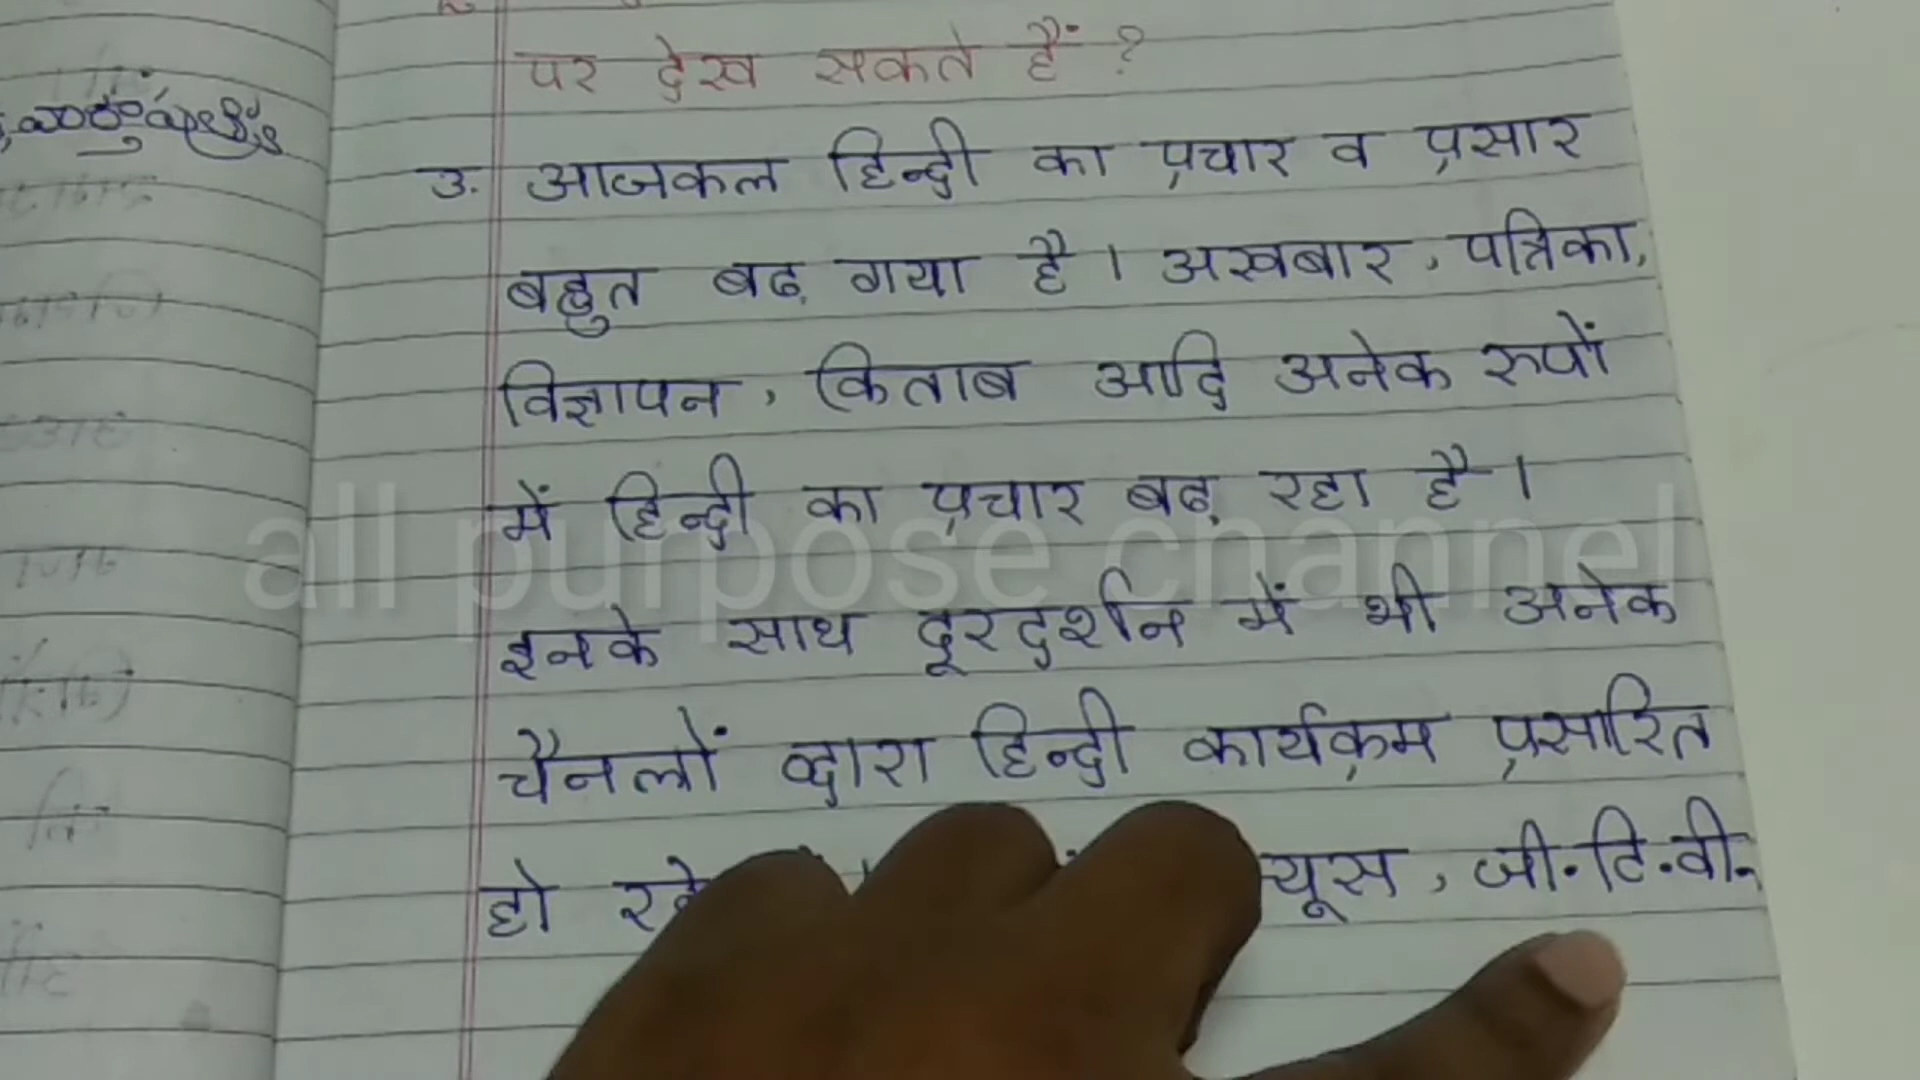 पर देख सकते हैं ?
उ. आजकल हिन्दी का प्रचार व प्रसार
बहुत बढ़ गया है । अखबार, पत्रिका,
विज्ञापन, किताब आदि अनेक रुपों
में हिन्दी का प्रचार बढ़ रहा है ।
all purpose channel
इनके साथ दूरदर्शन में भी अनेक
चैनलों द्वारा हिन्दी कार्यक्रम प्रसारित
हो न्यूस, जी.टि.वी.